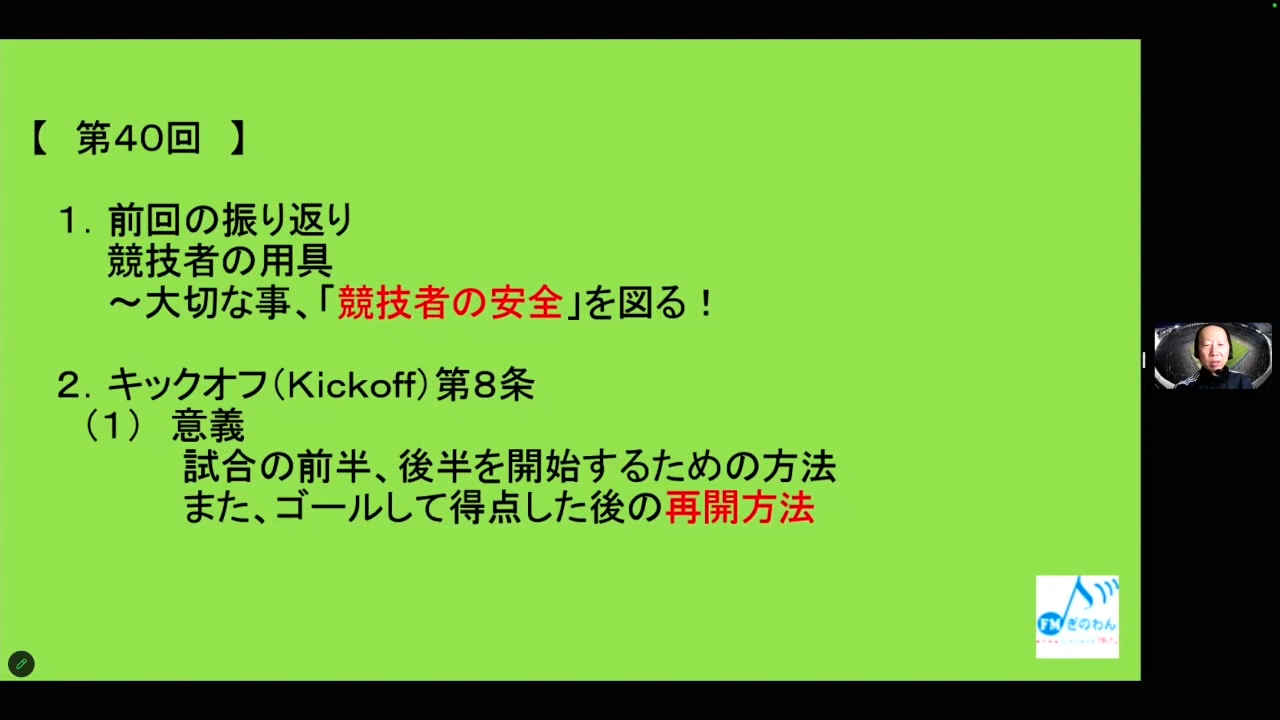 【　第４０回　】
１．前回の振り返り
競技者の用具
～大切な事、「競技者の安全」を図る！
２．キックオフ（Kickoff）第８条
（１）　意義
試合の前半、後半を開始するための方法
また、ゴールして得点した後の再開方法
FMぎのわん